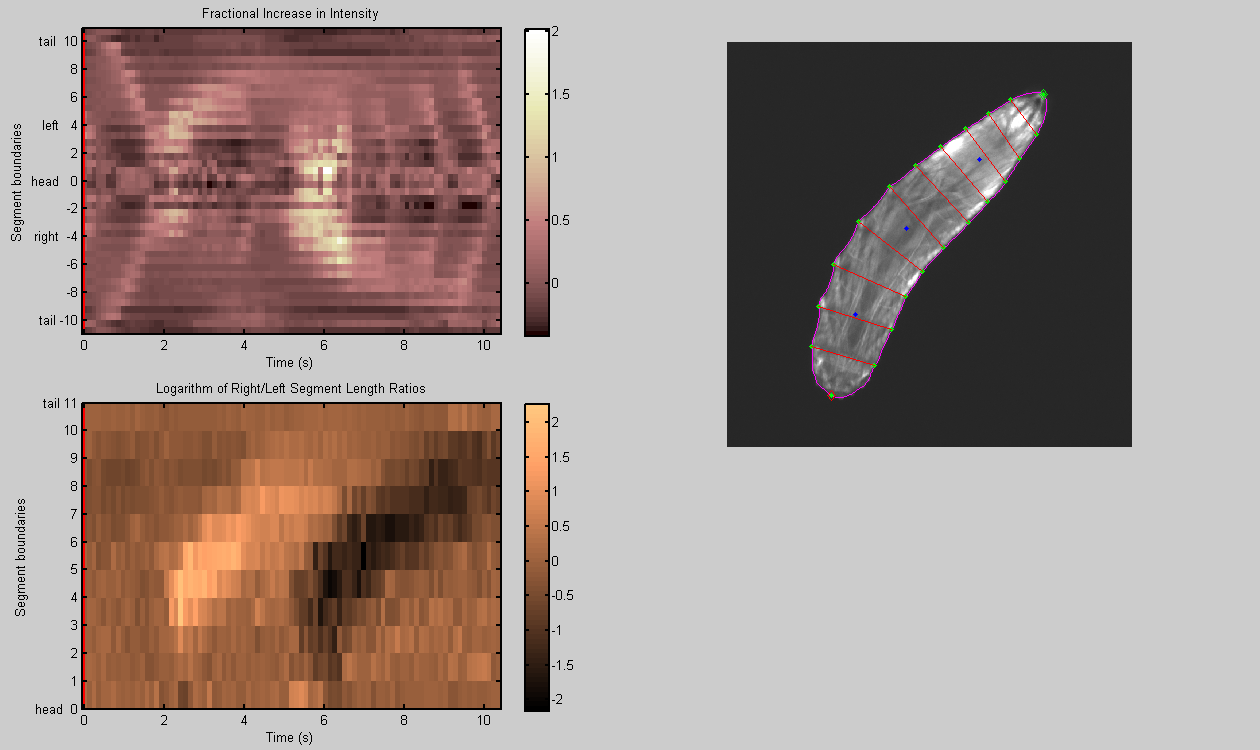 Fractional Increase in Intensity
Segment boundaries
tail 10
8
6
left 4
2
head 0
-2
right -4
-6
-8
tail -10
0 2 4 6 8 10
Time (s)
2
1.5
1
0.5
0
Logarithm of Right/Left Segment Length Ratios
Segment boundaries
tail 11
10
9
8
7
6
5
4
3
2
1
head 0
0 2 4 6 8 10
Time (s)
2
1.5
1
0.5
0
-0.5
-1
-1.5
-2